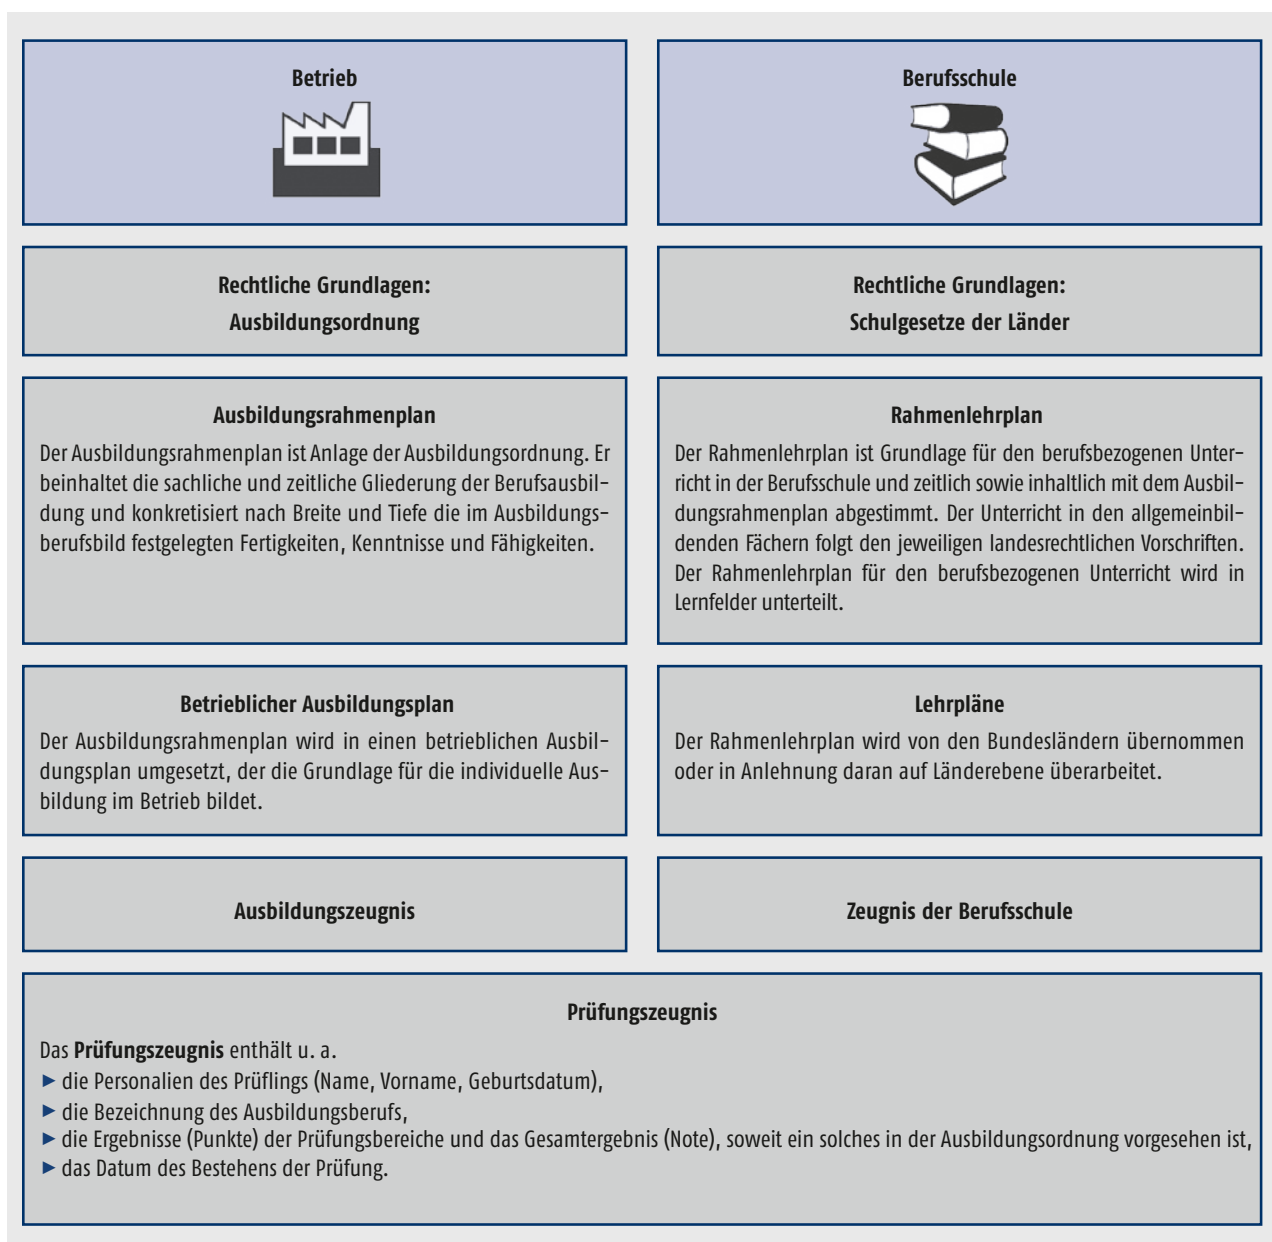 Betrieb
Berufsschule
Rechtliche Grundlagen:
Ausbildungsordnung
Rechtliche Grundlagen:
Schulgesetze der Länder
Ausbildungsrahmenplan
Der Ausbildungsrahmenplan ist Anlage der Ausbildungsordnung. Er
beinhaltet die sachliche und zeitliche Gliederung der Berufsausbil-
dung und konkretisiert nach Breite und Tiefe die im Ausbildungs-
berufsbild festgelegten Fertigkeiten, Kenntnisse und Fähigkeiten.
Rahmenlehrplan
Der Rahmenlehrplan ist Grundlage für den berufsbezogenen Unter-
richt in der Berufsschule und zeitlich sowie inhaltlich mit dem Ausbil-
dungsrahmenplan abgestimmt. Der Unterricht in den allgemeinbil-
denden Fächern folgt den jeweiligen landesrechtlichen Vorschriften.
Der Rahmenlehrplan für den berufsbezogenen Unterricht wird in
Lernfelder unterteilt.
Betrieblicher Ausbildungsplan
Der Ausbildungsrahmenplan wird in einen betrieblichen Ausbil-
dungsplan umgesetzt, der die Grundlage für die individuelle Aus-
bildung im Betrieb bildet.
Lehrpläne
Der Rahmenlehrplan wird von den Bundesländern übernommen
oder in Anlehnung daran auf Länderebene überarbeitet.
Ausbildungszeugnis
Zeugnis der Berufsschule
Prüfungszeugnis
Das Prüfungszeugnis enthält u. a.
▶ die Personalien des Prüflings (Name, Vorname, Geburtsdatum),
▶ die Bezeichnung des Ausbildungsberufs,
▶ die Ergebnisse (Punkte) der Prüfungsbereiche und das Gesamtergebnis (Note), soweit ein solches in der Ausbildungsordnung vorgesehen ist,
▶ das Datum des Bestehens der Prüfung.